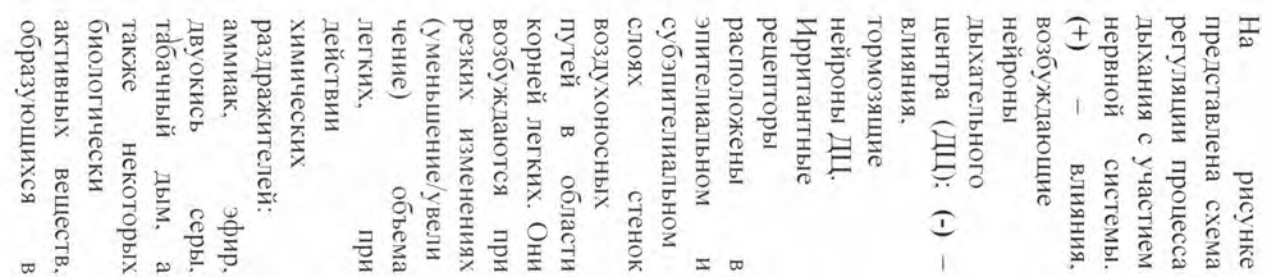 На рисунке
представлена схема
регуляции процесса
дыхания с участием
нервной системы.
(+) – влияния,
возбуждающие
нейроны
дыхательного
центра (ДЦ); (-) –
влияния,
тормозящие
нейроны ДЦ.
Ирритантные
рецепторы
расположены в
эпителиальном и
субэпителиальном
слоях стенок
воздухоносных
путей в области
корней легких. Они
возбуждаются при
резких изменениях
(уменьшение/увели
чение) объема
легких, при
действии
химических
раздражителей:
аммиак, эфир,
двуокись серы,
табачный дым, а
также некоторых
биологически
активных веществ,
образующихся в